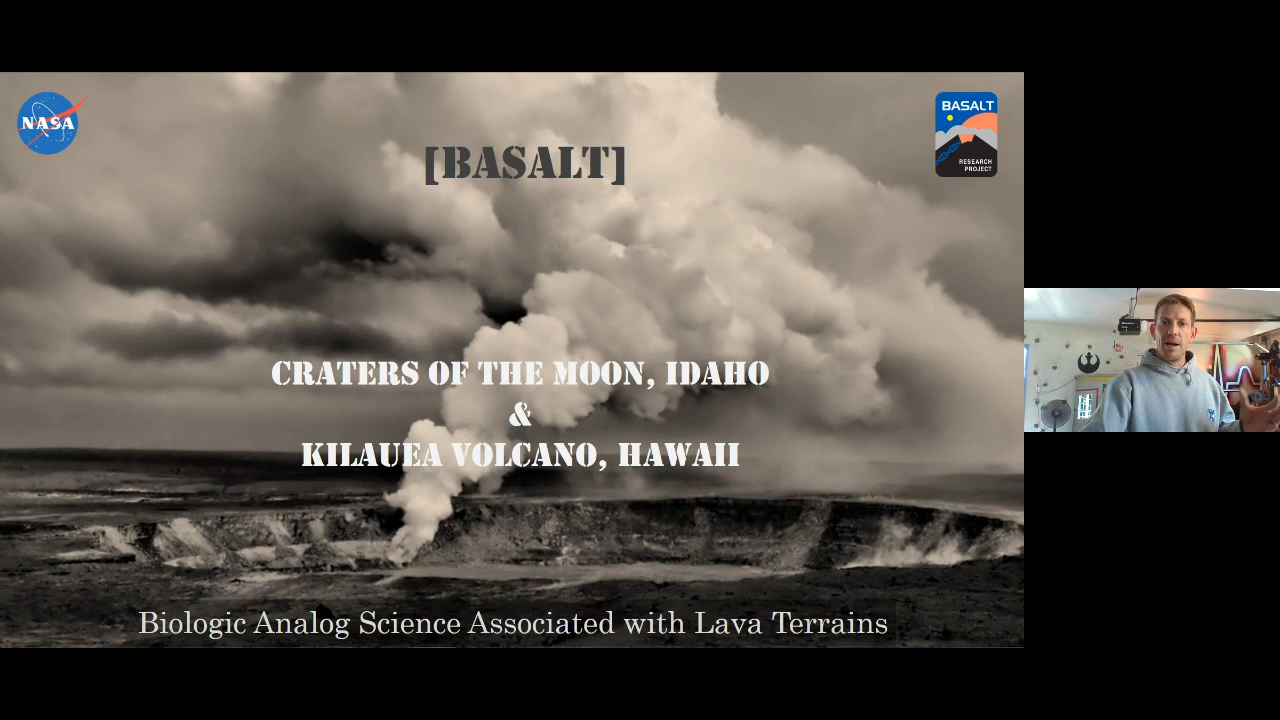 NASA
BASALT
RESEARCH
PROJECT
[BASALT]
CRATERS OF THE MOON, IDAHO
&
KILAUEA VOLCANO, HAWAII
Biologic Analog Science Associated with Lava Terrains